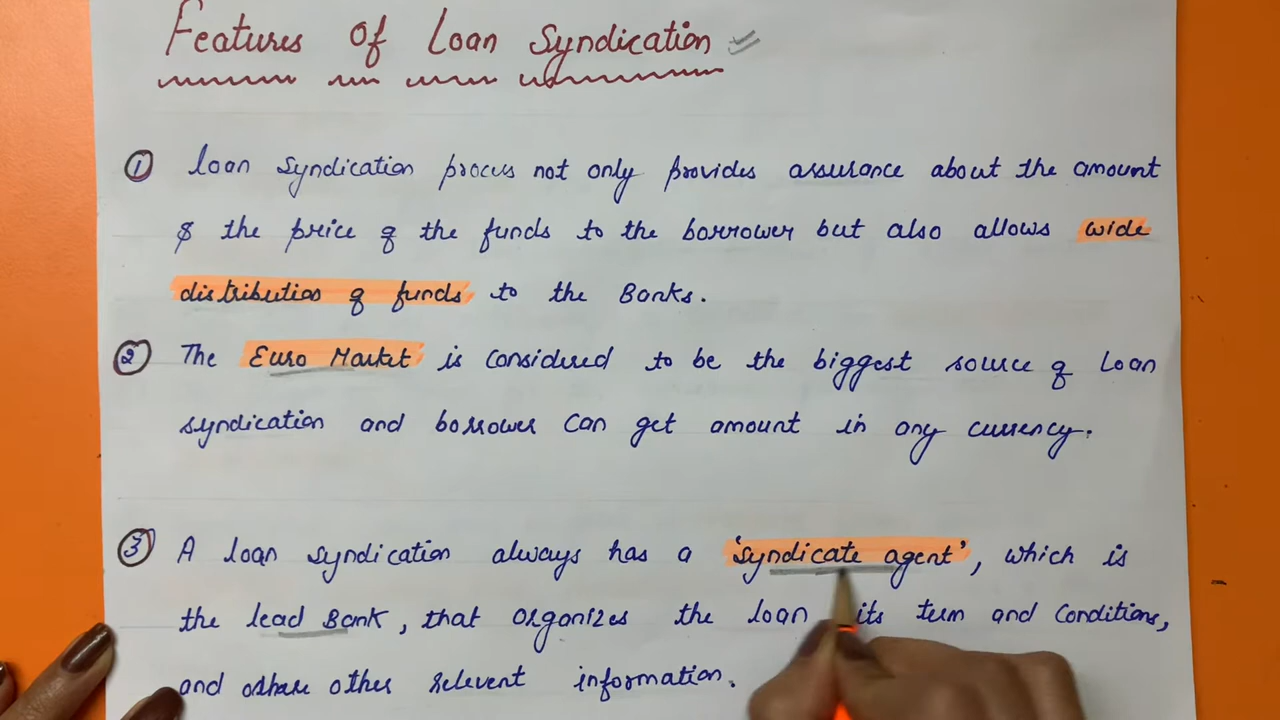 Features Of Loan Syndication
① Loan Syndication process not only provides assurance about the amount
& the price of the funds to the borrower but also allows wide
distribution of funds to the Banks.
② The Euro Market is considered to be the biggest source of Loan
syndication and borrower can get amount in any currency.
③ A loan syndication always has a 'syndicate agent', which is
the lead Bank, that organizes the loan its term and conditions,
and other relevent information.